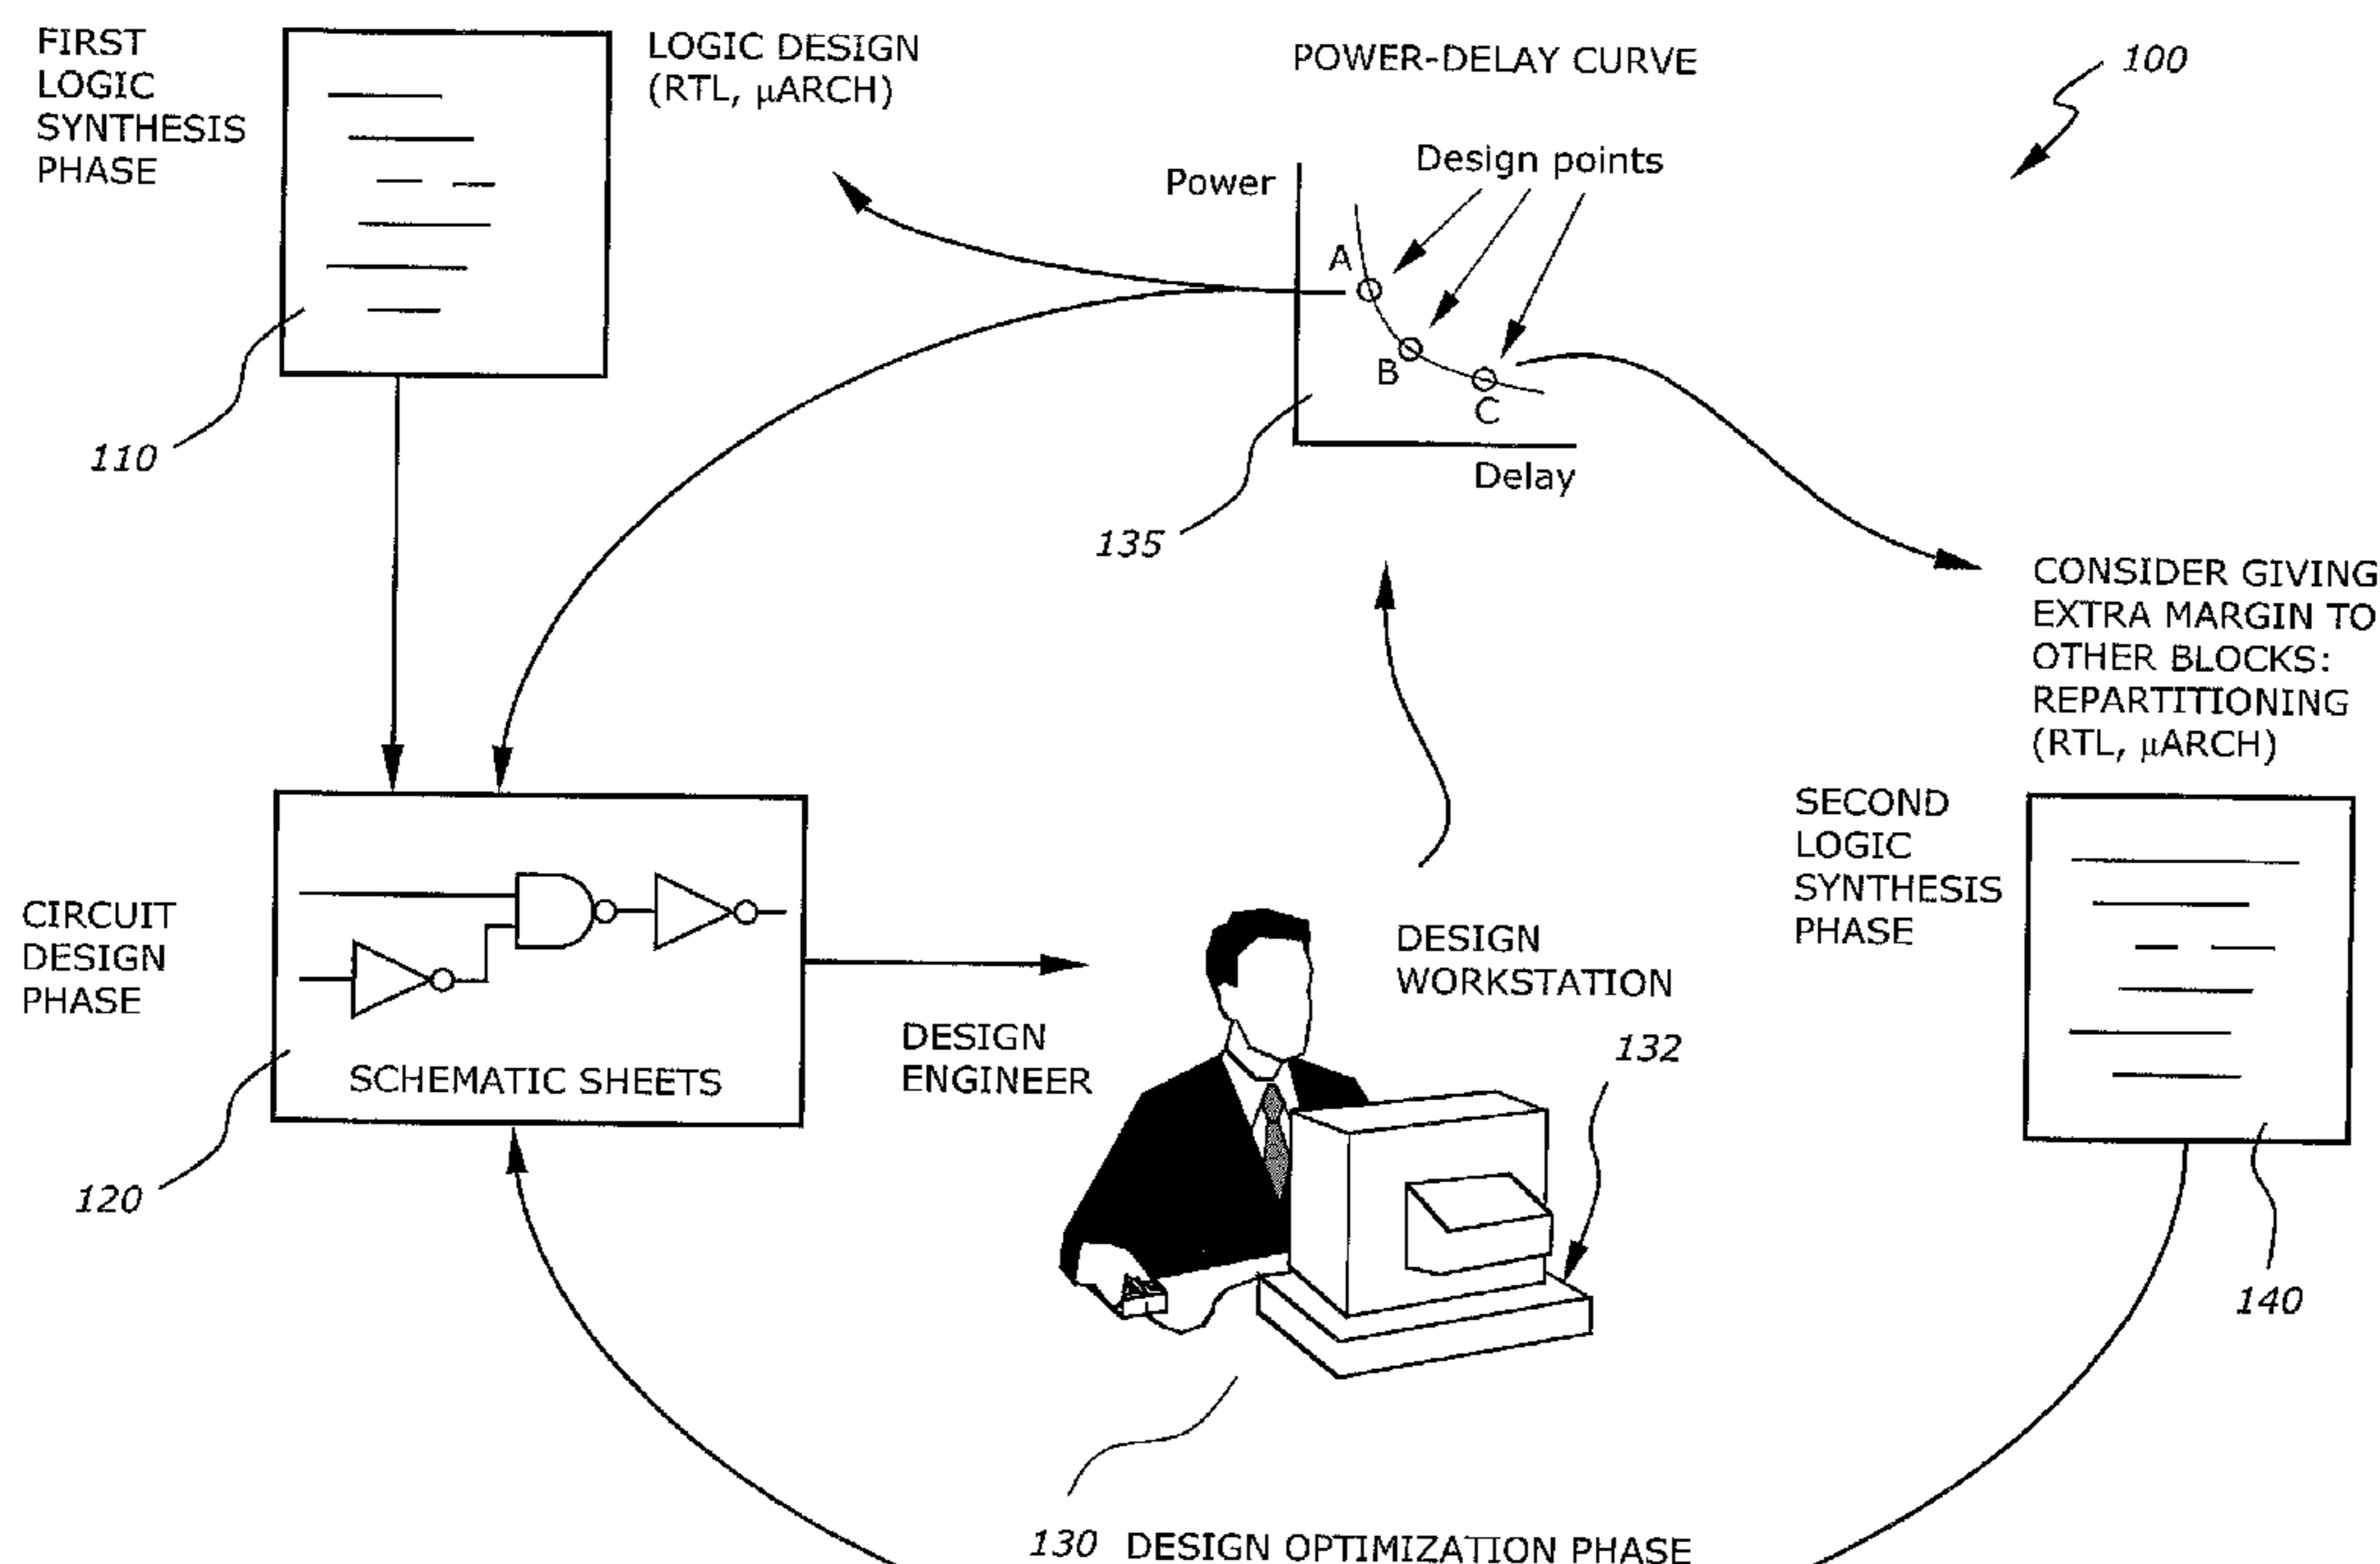 FIRST
LOGIC
SYNTHESIS
PHASE
LOGIC DESIGN
(RTL, μARCH)
POWER-DELAY CURVE
100
Design points
Power
A
B
C
Delay
110
135
CONSIDER GIVING
EXTRA MARGIN TO
OTHER BLOCKS:
REPARTITIONING
(RTL, μARCH)
SECOND
LOGIC
SYNTHESIS
PHASE
CIRCUIT
DESIGN
PHASE
SCHEMATIC SHEETS
DESIGN
ENGINEER
DESIGN
WORKSTATION
132
120
140
130 DESIGN OPTIMIZATION PHASE